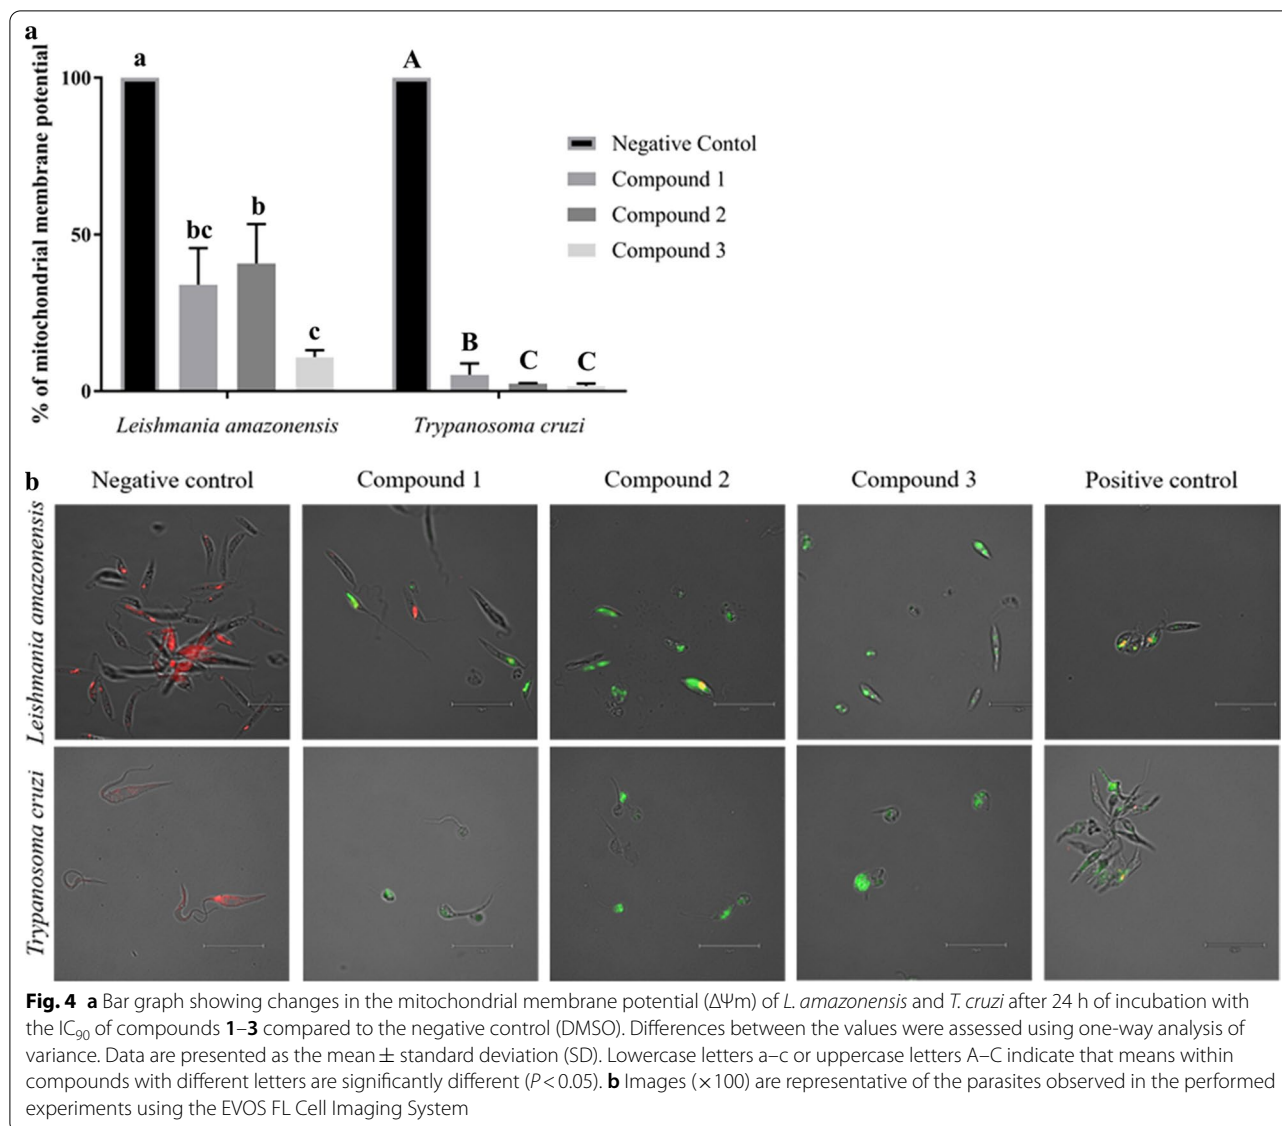 a
% of mitochondrial membrane potential
100
50
0
a
bc
b
c
A
B
C
C
Negative Contol
Compound 1
Compound 2
Compound 3
Leishmania amazonensis
Trypanosoma cruzi
b
Negative control
Compound 1
Compound 2
Compound 3
Positive control
Leishmania amazonensis
Trypanosoma cruzi
Fig. 4 a Bar graph showing changes in the mitochondrial membrane potential (ΔΨm) of L. amazonensis and T. cruzi after 24 h of incubation with
the IC90 of compounds 1–3 compared to the negative control (DMSO). Differences between the values were assessed using one-way analysis of
variance. Data are presented as the mean ± standard deviation (SD). Lowercase letters a–c or uppercase letters A–C indicate that means within
compounds with different letters are significantly different (P < 0.05). b Images (× 100) are representative of the parasites observed in the performed
experiments using the EVOS FL Cell Imaging System